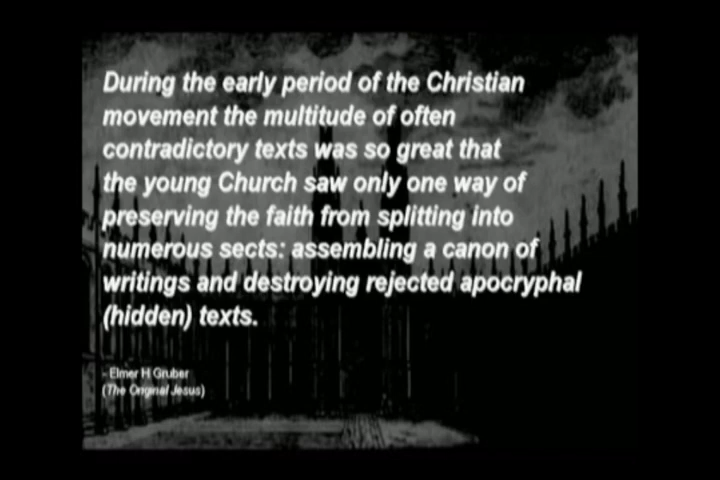 During the early period of the Christian
movement the multitude of often
contradictory texts was so great that
the young Church saw only one way of
preserving the faith from splitting into
numerous sects: assembling a canon of
writings and destroying rejected apocryphal
(hidden) texts.
- Elmer H Gruber
(The Original Jesus)